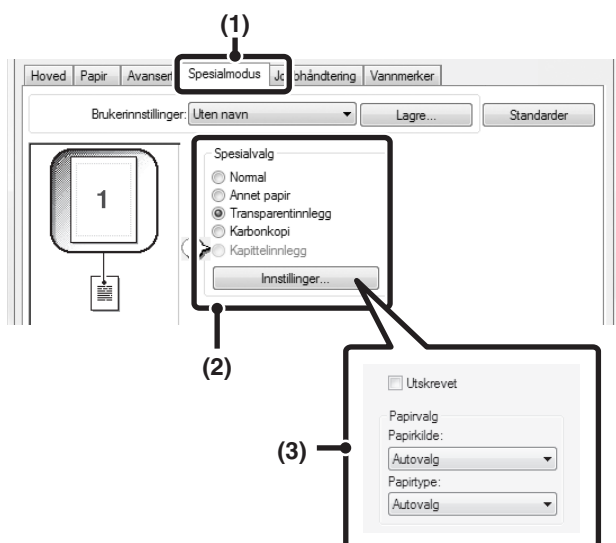 (1)
Hoved Papir Avansert Spesialmodus Jobbhåndtering Vannmerker
Brukerinnstillinger: Uten navn Lagre... Standarder
Spesialvalg
1
Normal
Annet papir
Transparentinnlegg
Karbonkopi
Kapittelinnlegg
Innstillinger...
(2)
Utskrevet
Papirvalg
Papirkilde:
(3)
Autovalg
Papirtype:
Autovalg